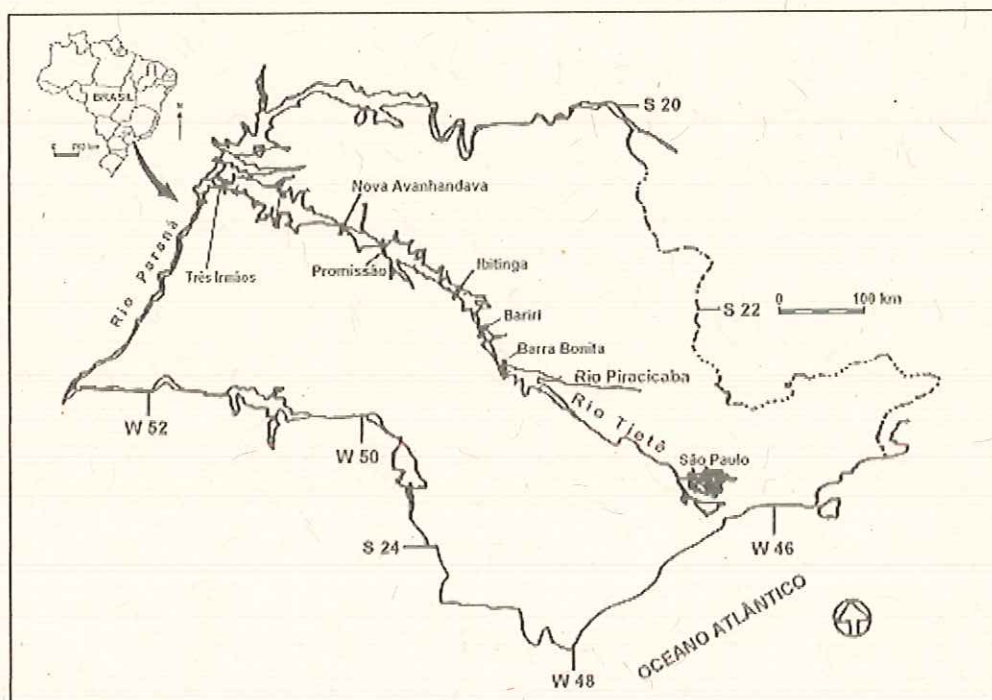 BRASIL
N
S 20
Nova Avanhandava
Rio Paraná
Três Irmãos
Promissão
Ibitinga
S 22
0 100 km
Bariri
Barra Bonita
Rio Piracicaba
W 52
Rio Tietê
W 50
São Paulo
S 24
W 46
OCEANO ATLÂNTICO
W 48